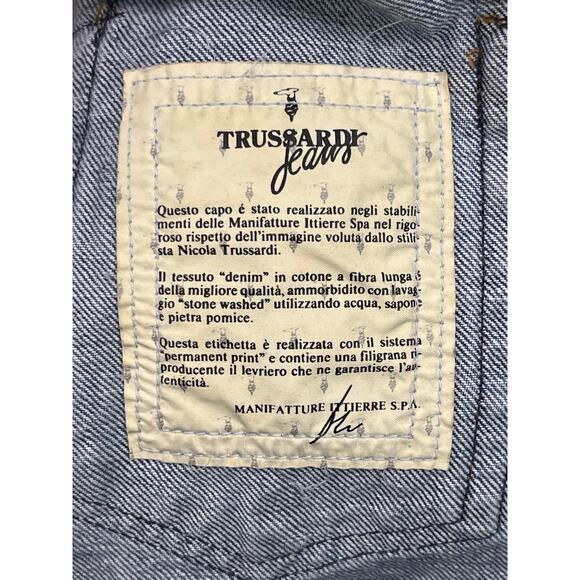 TRUSSARDI
Jeans
Questo capo é stato realizzato negli stabili-
menti delle Manifatture Ittierre Spa nel rigo-
roso rispetto dell'immagine voluta dallo stili-
sta Nicola Trussardi.
Il tessuto "denim" in cotone a fibra lunga é
della migliore qualità, ammorbidito con lavag-
gio "stone washed" utilizzando acqua, sapone
e pietra pomice.
Questa etichetta è realizzata con il sistema
"permanent print" e contiene una filigrana ri-
producente il levriero che ne garantisce l'au-
tenticità.
MANIFATTURE ITTIERRE S.P.A.